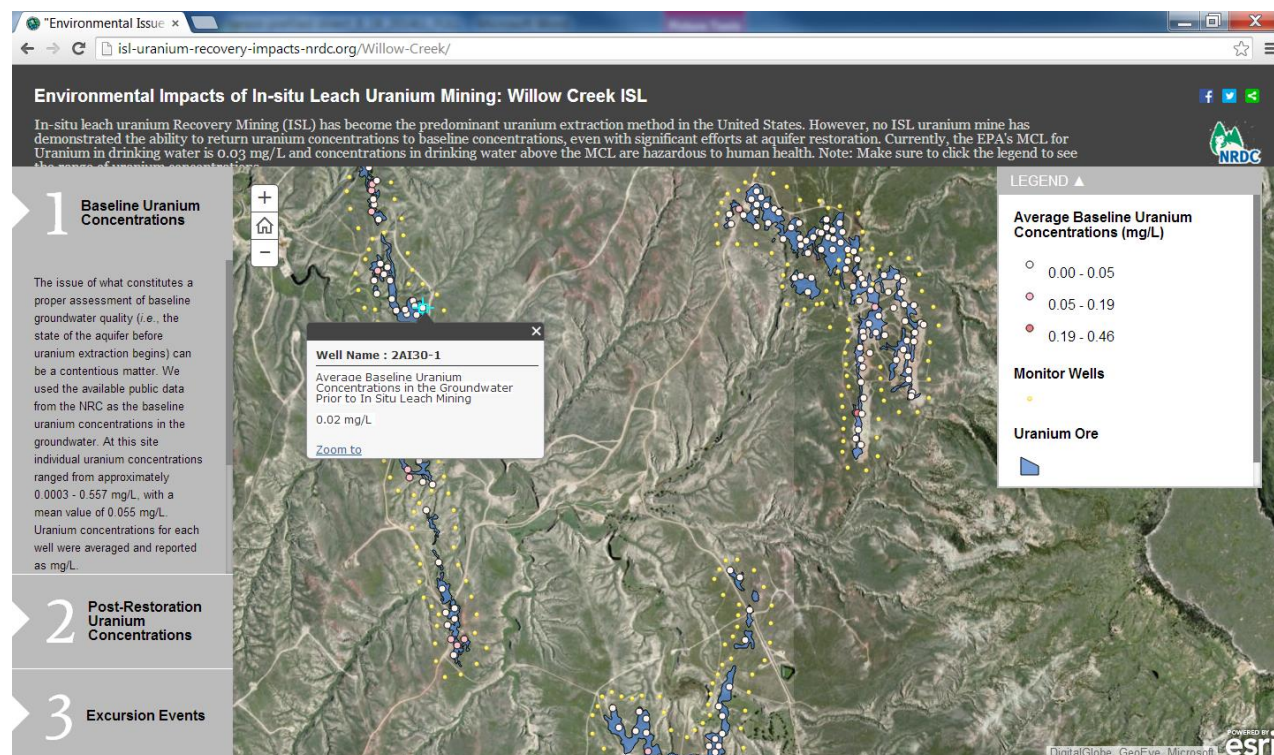 "Environmental Issue ×
isl-uranium-recovery-impacts-nrdc.org/Willow-Creek/
Environmental Impacts of In-situ Leach Uranium Mining: Willow Creek ISL
In-situ leach uranium Recovery Mining (ISL) has become the predominant uranium extraction method in the United States. However, no ISL uranium mine has
demonstrated the ability to return uranium concentrations to baseline concentrations, even with significant efforts at aquifer restoration. Currently, the EPA's MCL for
Uranium in drinking water is 0.03 mg/L and concentrations in drinking water above the MCL are hazardous to human health. Note: Make sure to click the legend to see
the range of uranium concentrations
NRDC
1
Baseline Uranium
Concentrations
The issue of what constitutes a
proper assessment of baseline
groundwater quality (i.e., the
state of the aquifer before
uranium extraction begins) can
be a contentious matter. We
used the available public data
from the NRC as the baseline
uranium concentrations in the
groundwater. At this site
individual uranium concentrations
ranged from approximately
0.0003 - 0.557 mg/L, with a
mean value of 0.055 mg/L.
Uranium concentrations for each
well were averaged and reported
as mg/L.
2
Post-Restoration
Uranium
Concentrations
3
Excursion Events
+
−
×
Well Name : 2AI30-1
Average Baseline Uranium
Concentrations in the Groundwater
Prior to In Situ Leach Mining
0.02 mg/L
Zoom to
LEGEND ▲
Average Baseline Uranium
Concentrations (mg/L)
0.00 - 0.05
0.05 - 0.19
0.19 - 0.46
Monitor Wells
Uranium Ore
DigitalGlobe, GeoEye, Microsoft
POWERED BY
esri